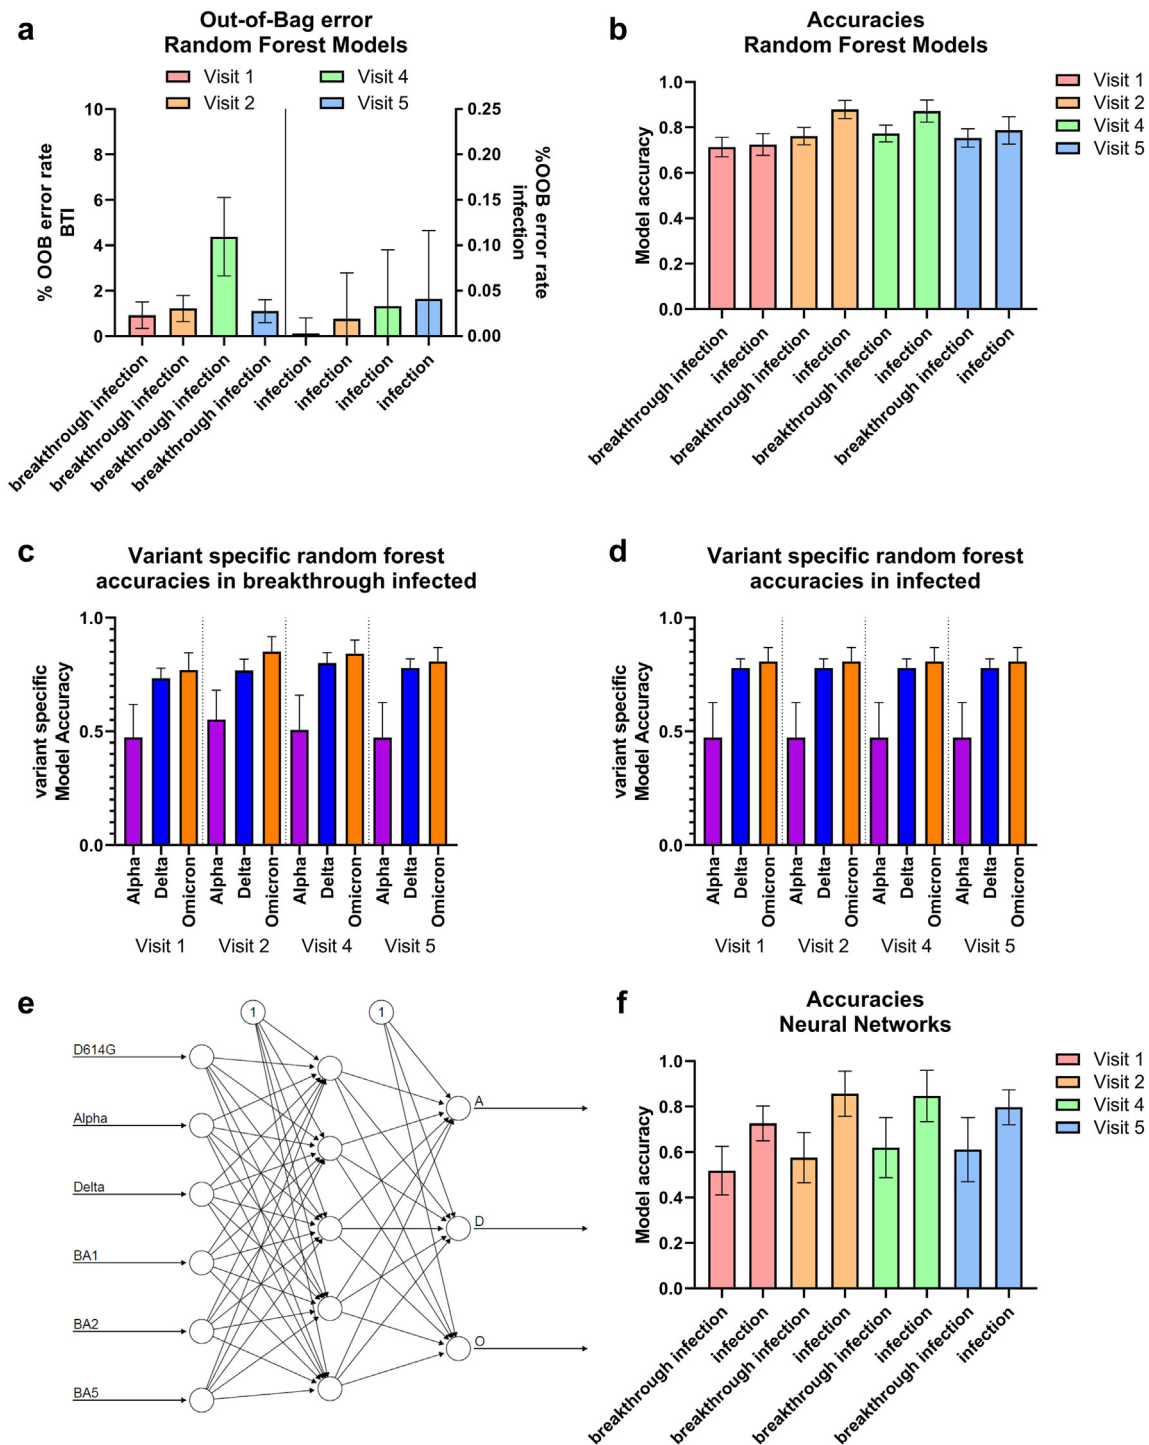 a
Out-of-Bag error
Random Forest Models
Visit 1
Visit 4
Visit 2
Visit 5
% OOB error rate
BTI
10
8
6
4
2
0
0.25
0.20
0.15
0.10
0.05
0.00
%OOB error rate
infection
breakthrough infection
breakthrough infection
breakthrough infection
breakthrough infection
infection
infection
infection
infection
b
Accuracies
Random Forest Models
Model accuracy
1.0
0.8
0.6
0.4
0.2
0.0
Visit 1
Visit 2
Visit 4
Visit 5
breakthrough infection
infection
breakthrough infection
infection
breakthrough infection
infection
breakthrough infection
infection
c
Variant specific random forest
accuracies in breakthrough infected
variant specific
Model Accuracy
1.0
0.5
0.0
Alpha
Delta
Omicron
Alpha
Delta
Omicron
Alpha
Delta
Omicron
Alpha
Delta
Omicron
Visit 1
Visit 2
Visit 4
Visit 5
d
Variant specific random forest
accuracies in infected
variant specific
Model Accuracy
1.0
0.5
0.0
Alpha
Delta
Omicron
Alpha
Delta
Omicron
Alpha
Delta
Omicron
Alpha
Delta
Omicron
Visit 1
Visit 2
Visit 4
Visit 5
e
1
1
D614G
Alpha
Delta
BA1
BA2
BA5
A
D
O
f
Accuracies
Neural Networks
Model accuracy
1.0
0.8
0.6
0.4
0.2
0.0
Visit 1
Visit 2
Visit 4
Visit 5
breakthrough infection
infection
breakthrough infection
infection
breakthrough infection
infection
breakthrough infection
infection